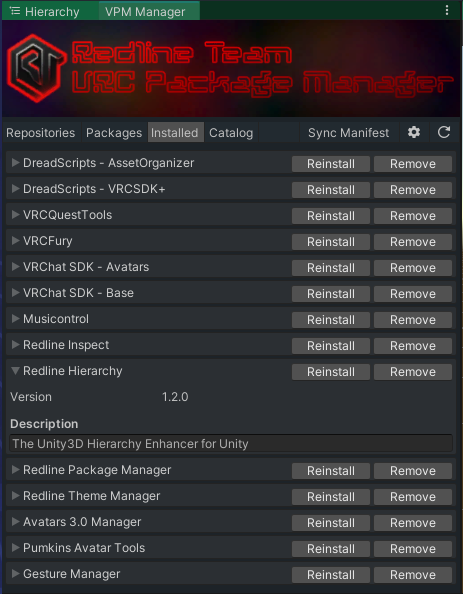 Hierarchy VPM Manager
Redline Team
VRC Package Manager
Repositories Packages Installed Catalog Sync Manifest
DreadScripts - AssetOrganizer Reinstall Remove
DreadScripts - VRCSDK+ Reinstall Remove
VRCQuestTools Reinstall Remove
VRCFury Reinstall Remove
VRChat SDK - Avatars Reinstall Remove
VRChat SDK - Base Reinstall Remove
Musicontrol Reinstall Remove
Redline Inspect Reinstall Remove
Redline Hierarchy Reinstall Remove
Version 1.2.0
Description
The Unity3D Hierarchy Enhancer for Unity
Redline Package Manager Reinstall Remove
Redline Theme Manager Reinstall Remove
Avatars 3.0 Manager Reinstall Remove
Pumkins Avatar Tools Reinstall Remove
Gesture Manager Reinstall Remove